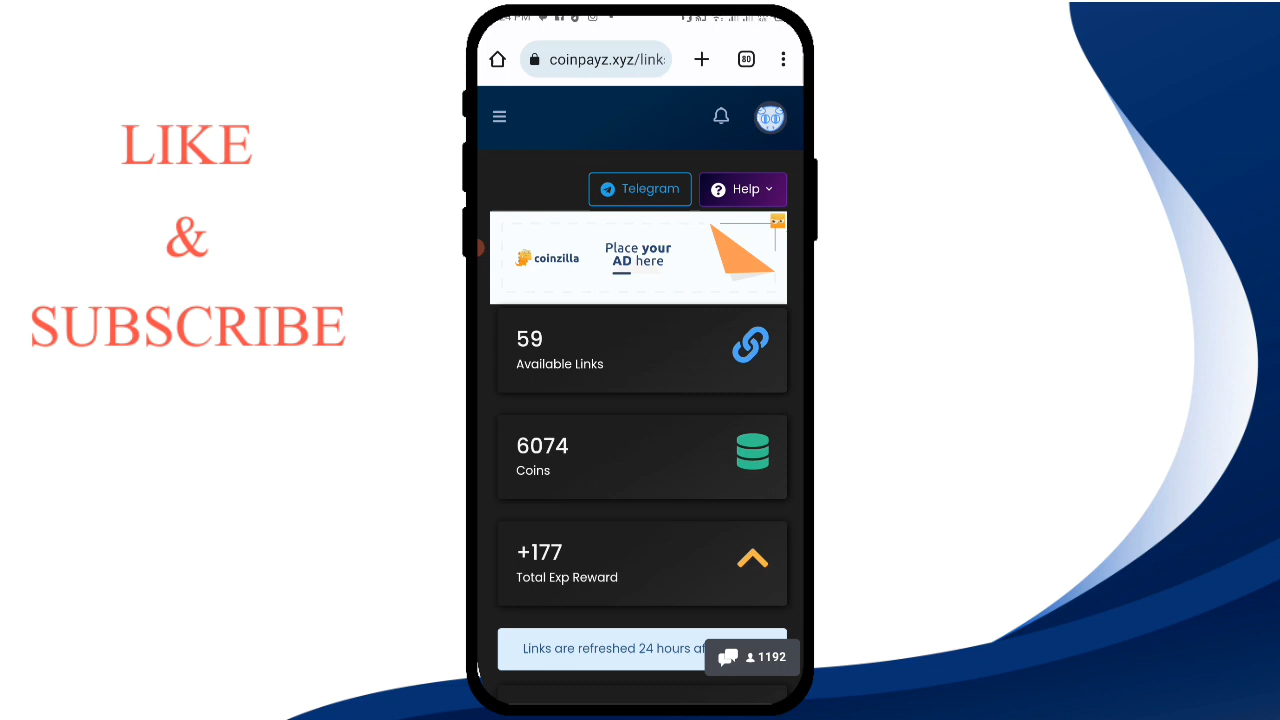 LIKE
&
SUBSCRIBE
coinpayz.xyz/link
80
Telegram
Help
coinzilla
Place your
AD here
59
Available Links
6074
Coins
+177
Total Exp Reward
Links are refreshed 24 hours
1192